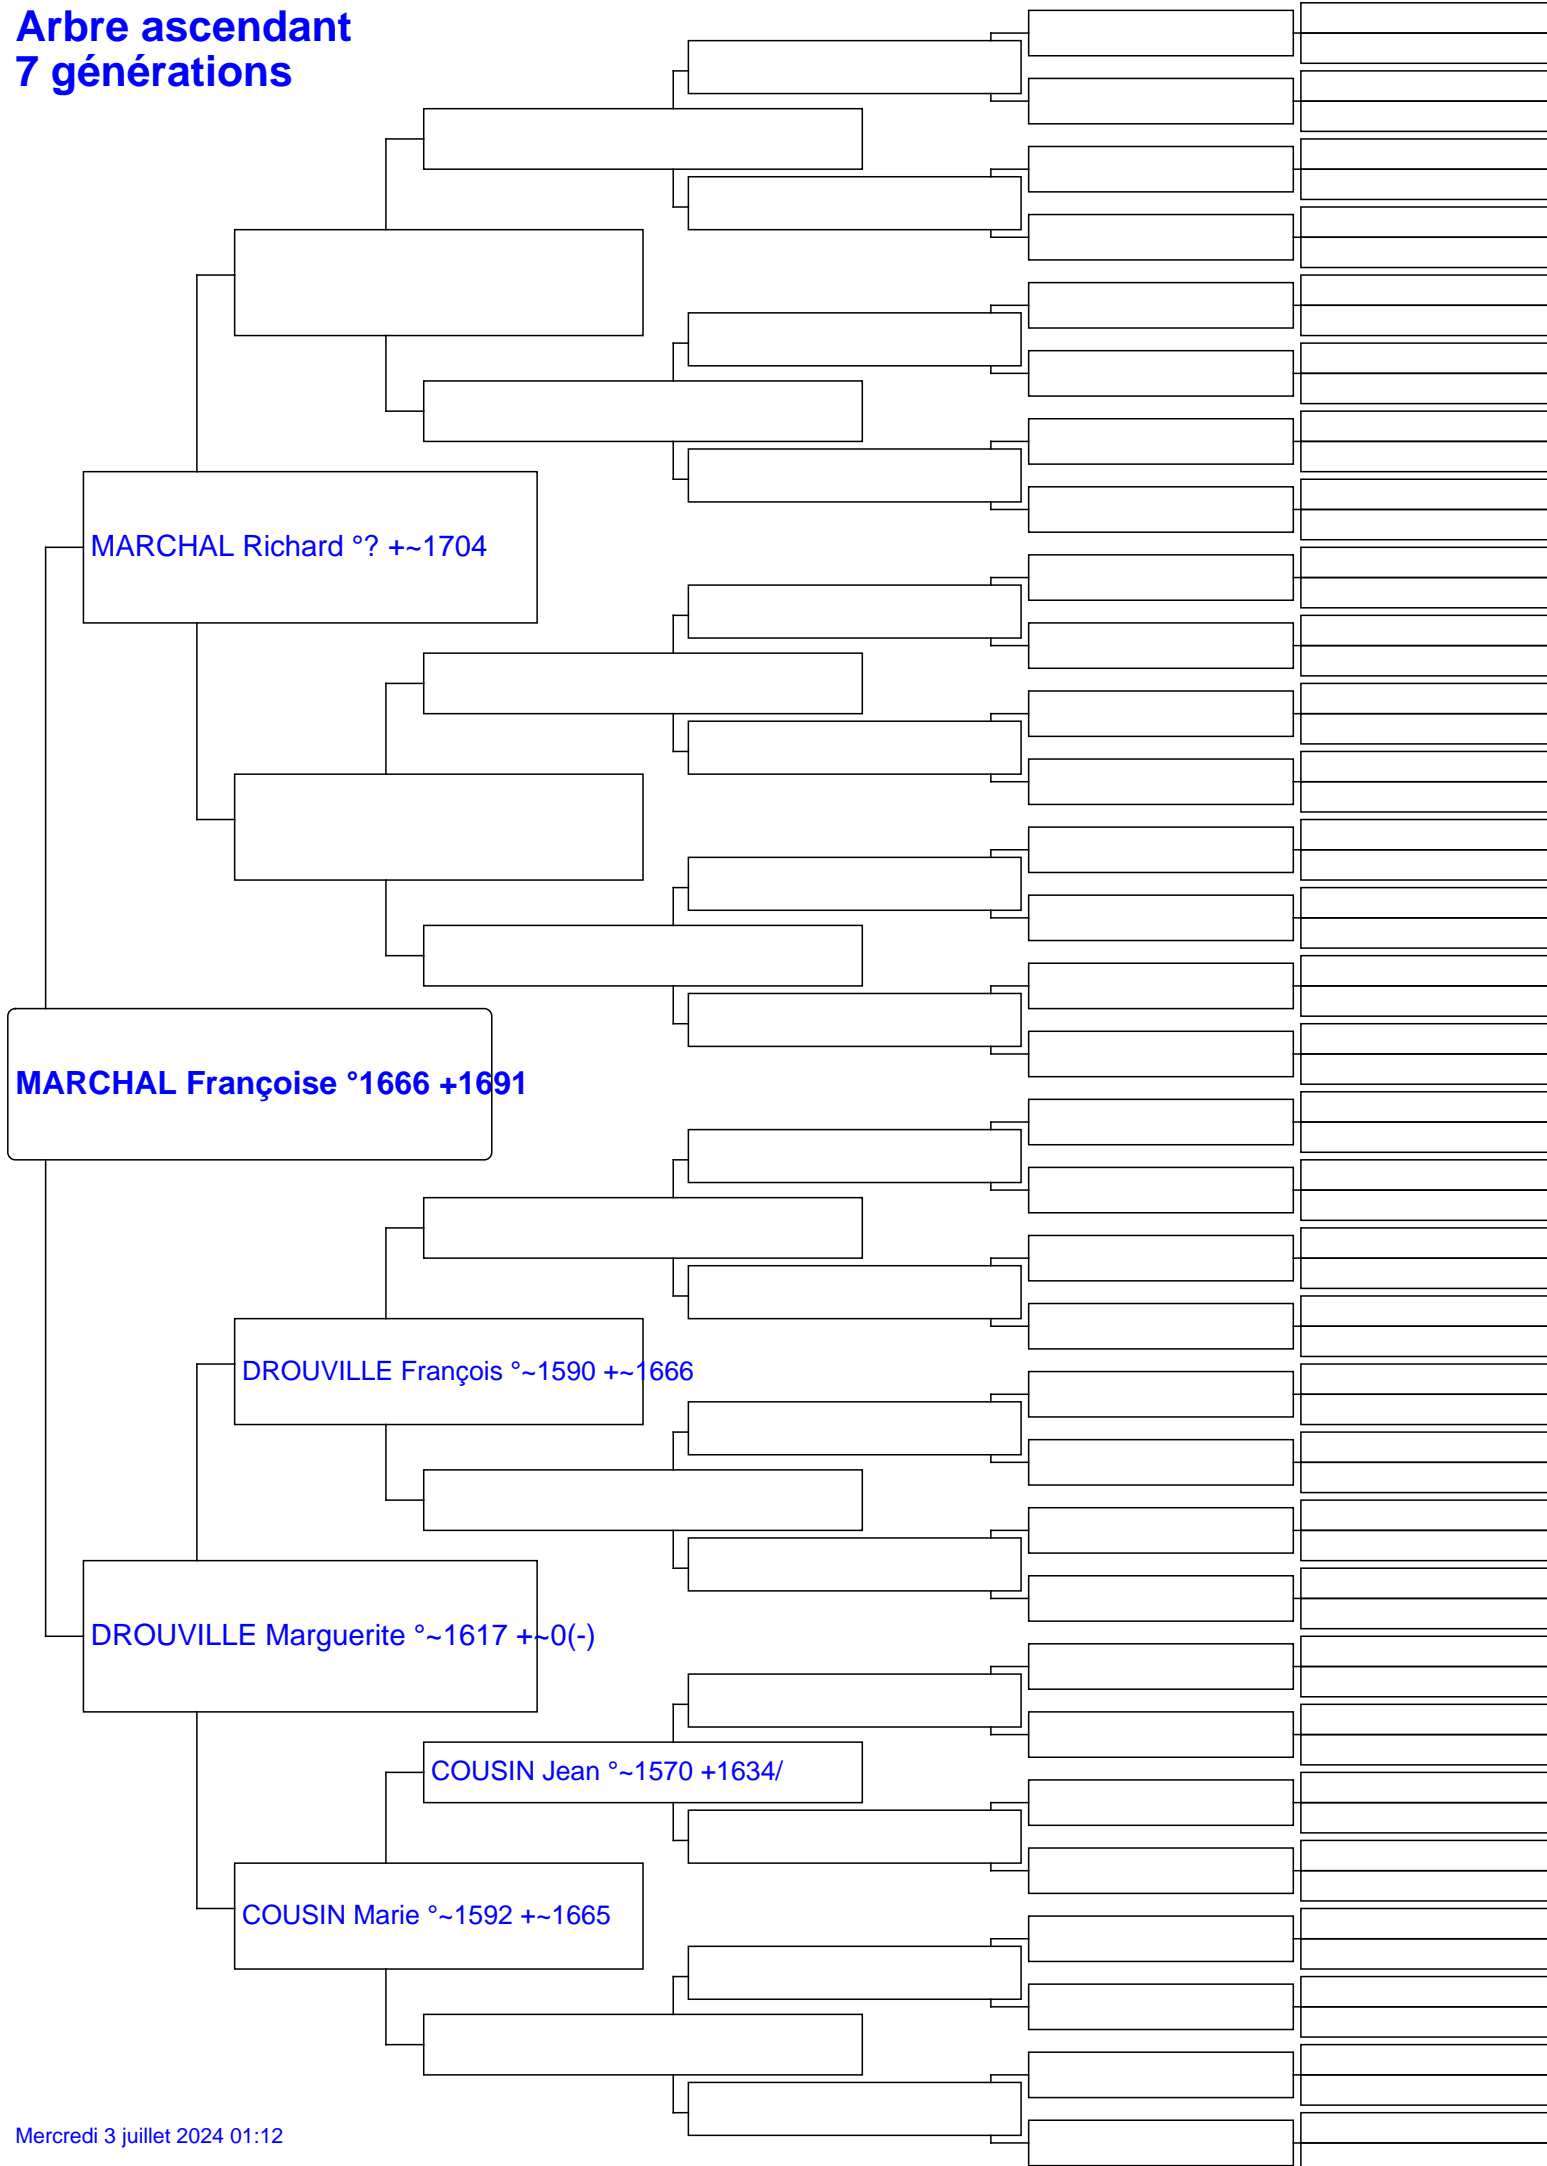 Arbre ascendant
7 générations
MARCHAL Richard °? +~1704
MARCHAL Françoise °1666 +1691
DROUVILLE François °~1590 +~1666
DROUVILLE Marguerite °~1617 +~0(-)
COUSIN Jean °~1570 +1634/
COUSIN Marie °~1592 +~1665
Mercredi 3 juillet 2024 01:12